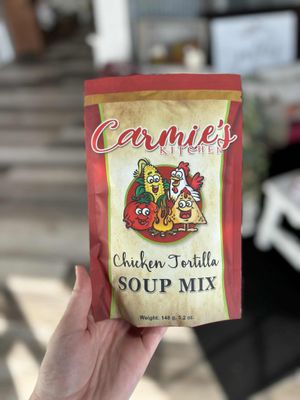 Carmie's
KITCHEN
Chicken Tortilla
SOUP MIX
Weight: 148 g, 5.2 oz.